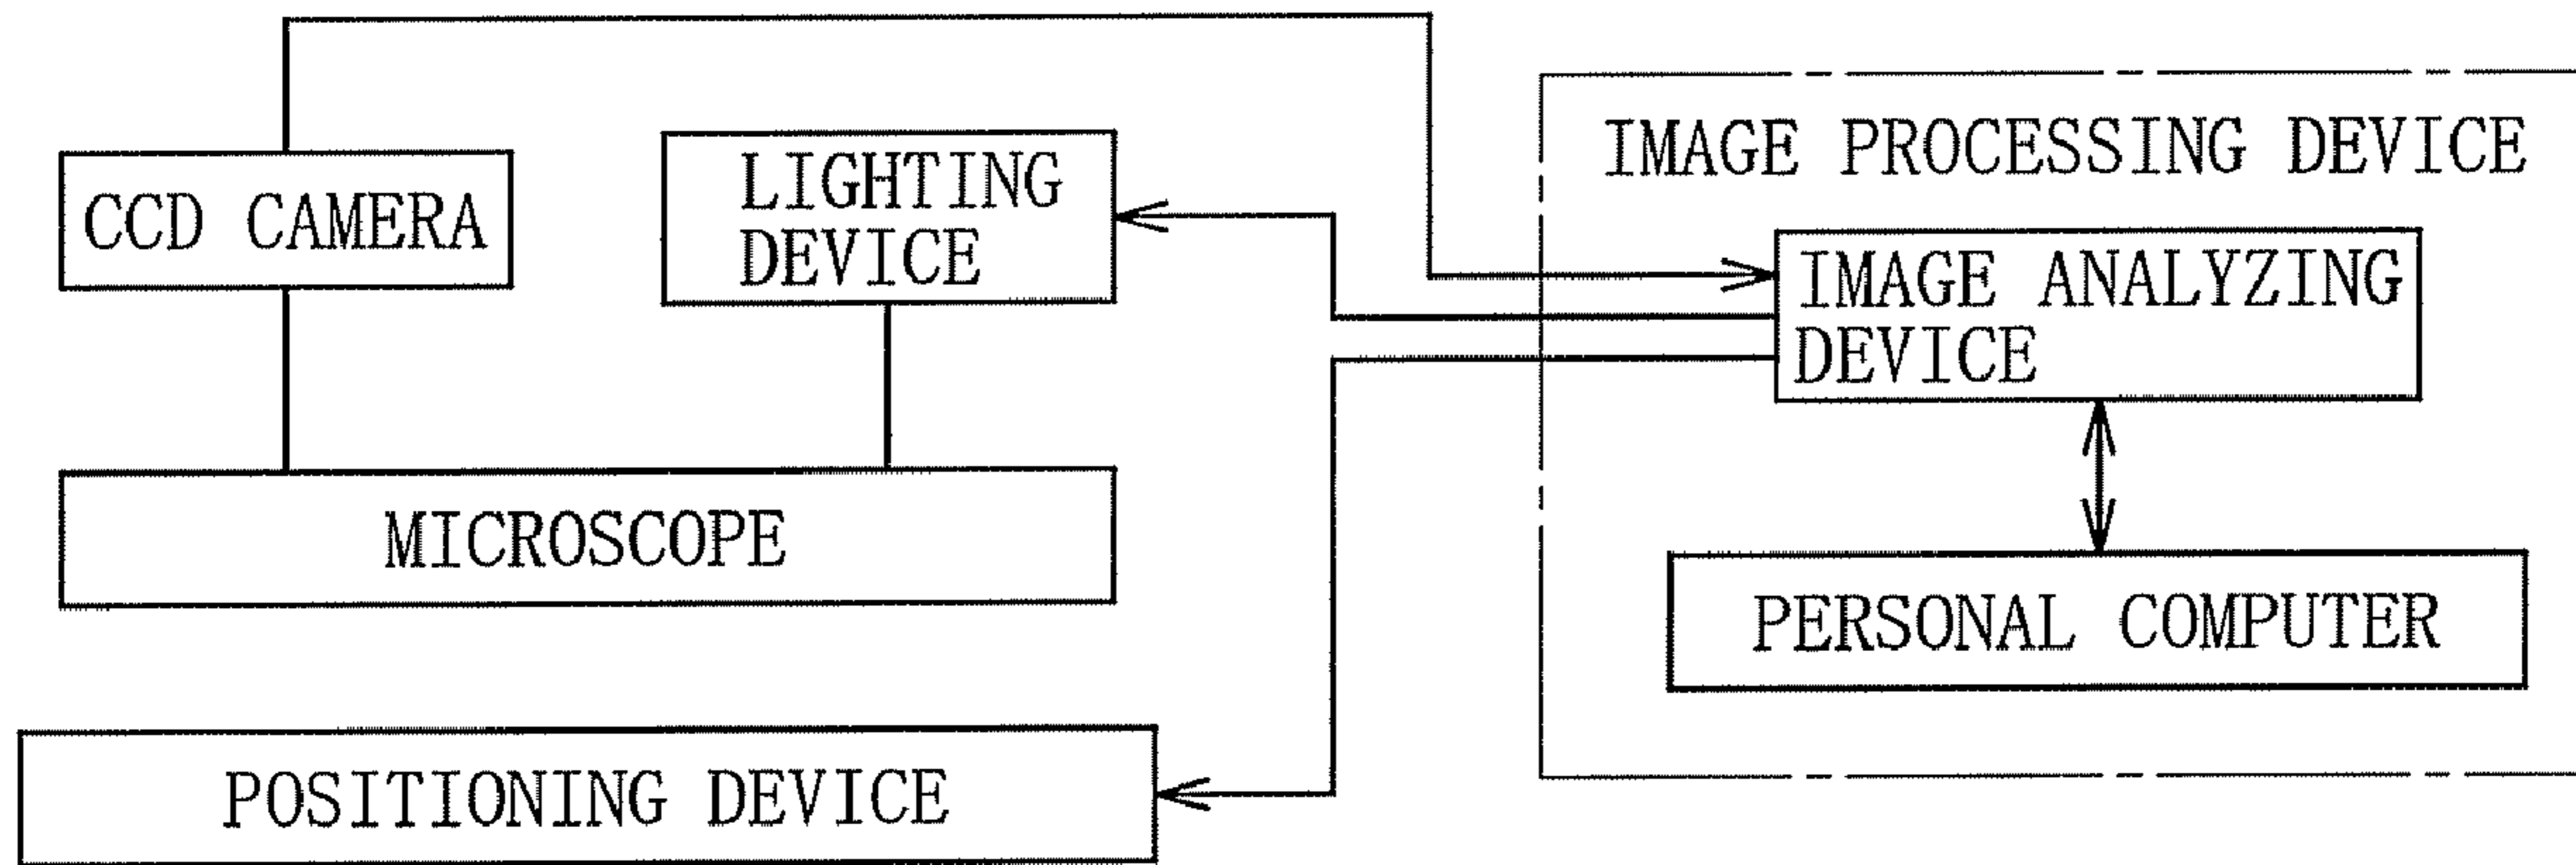 IMAGE PROCESSING DEVICE
CCD CAMERA
LIGHTING
DEVICE
IMAGE ANALYZING
DEVICE
MICROSCOPE
PERSONAL COMPUTER
POSITIONING DEVICE